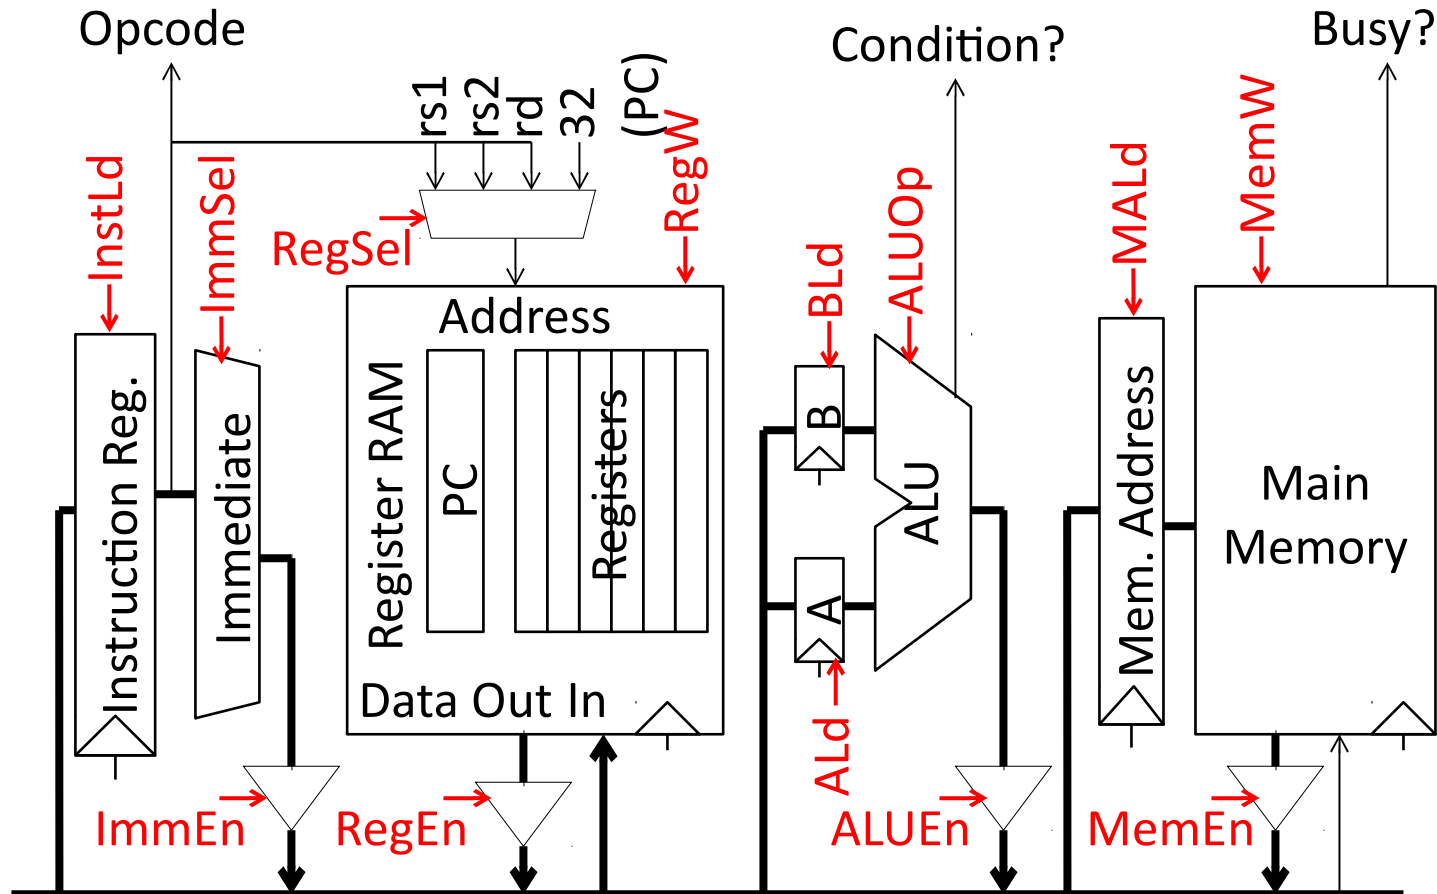 Opcode
Condition?
Busy?
rs1
rs2
rd
32
(PC)
InstLd
ImmSel
RegSel
RegW
BLd
ALUOp
MALd
MemW
Instruction Reg.
Immediate
Address
Register RAM
PC
Registers
Data Out In
B
A
ALU
ALd
Mem. Address
Main
Memory
ImmEn
RegEn
ALUEn
MemEn